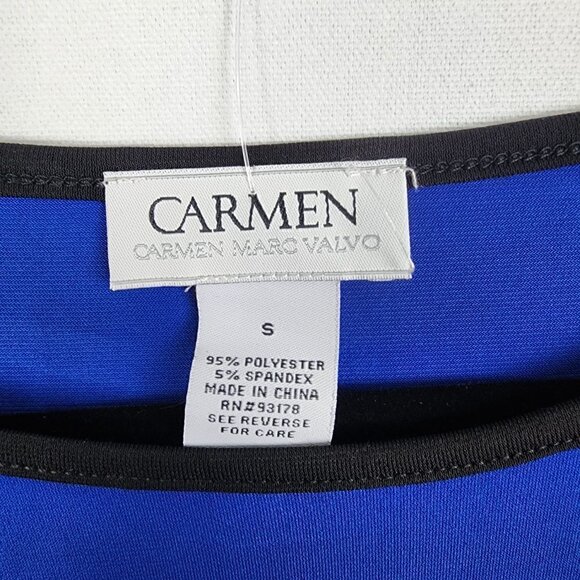 CARMEN
CARMEN MARC VALVO
S
95% POLYESTER
5% SPANDEX
MADE IN CHINA
RN#93178
SEE REVERSE
FOR CARE